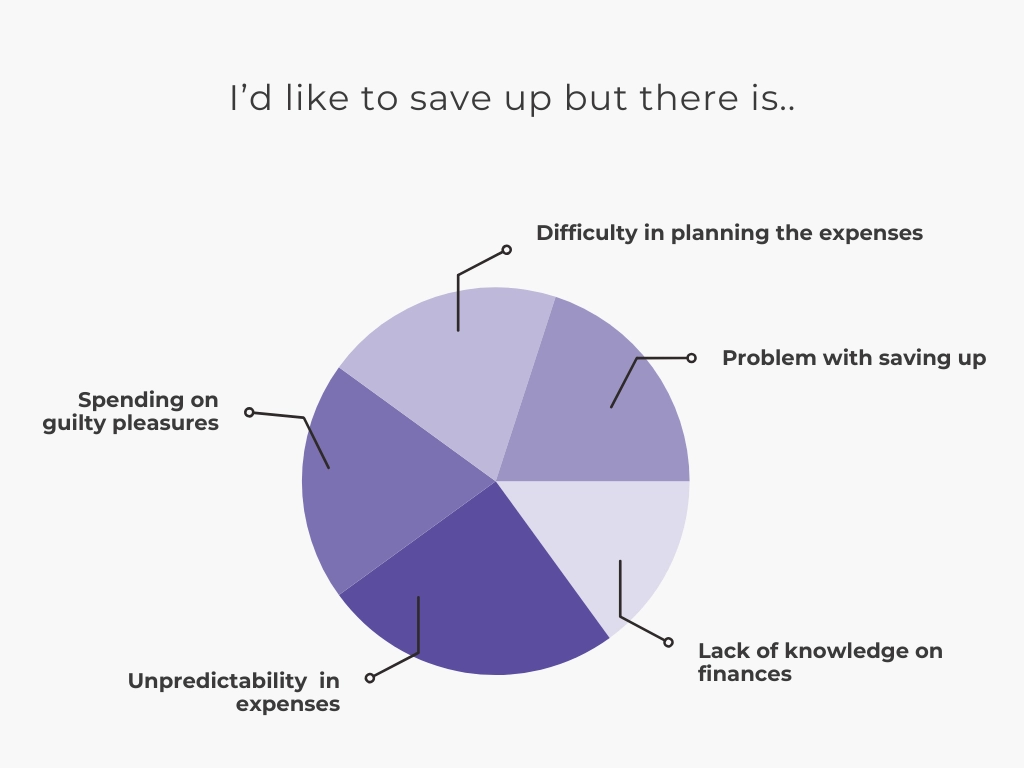 I’d like to save up but there is..
Difficulty in planning the expenses
Problem with saving up
Spending on
guilty pleasures
Lack of knowledge on
finances
Unpredictability  in
expenses